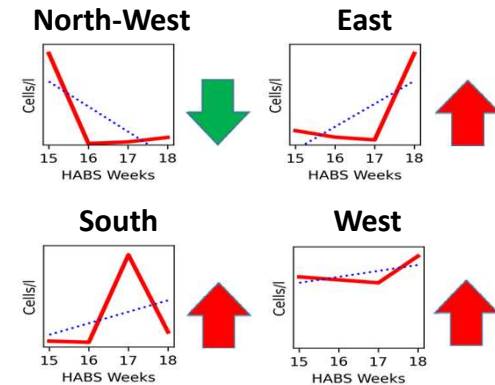 North-West
Cells/l
15 16 17 18
HABS Weeks
East
Cells/l
15 16 17 18
HABS Weeks
South
Cells/l
15 16 17 18
HABS Weeks
West
Cells/l
15 16 17 18
HABS Weeks